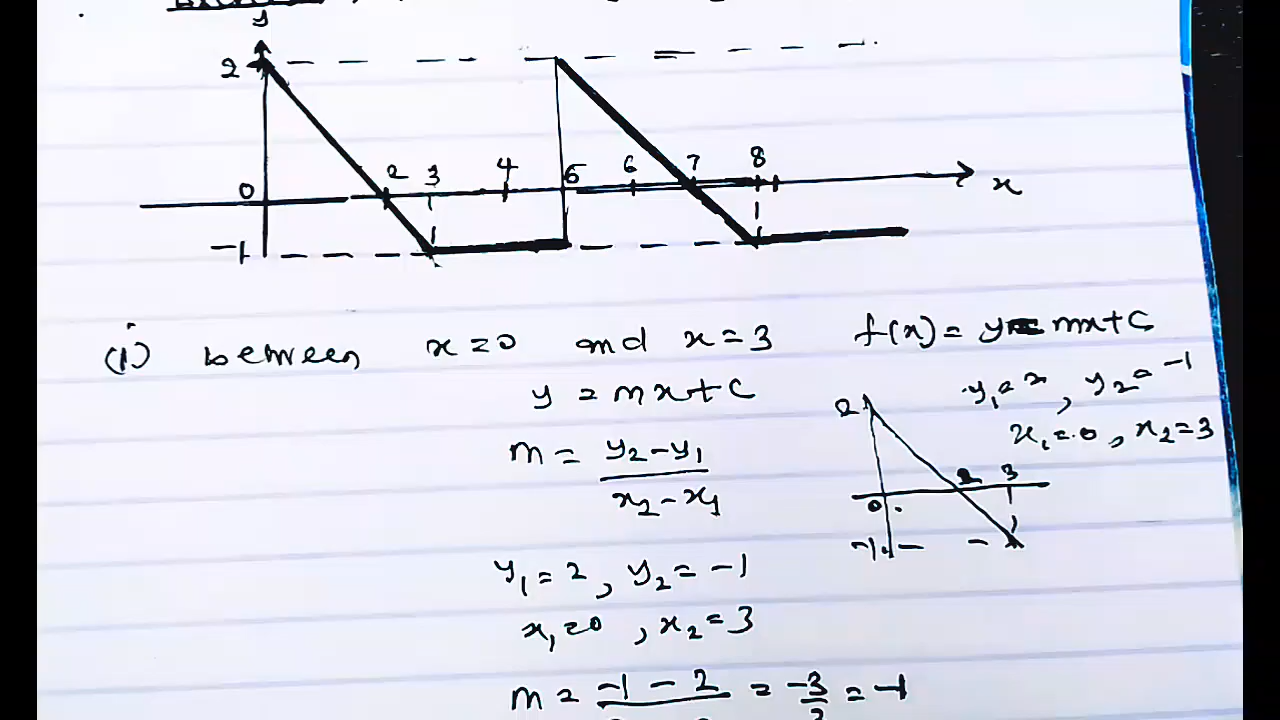 y
2
2 3 4 5 6 7 8
0
x
-1
(i) between x=0 and x=3 f(x) = y = mx+c
y = mx+c
y₁=2, y₂=-1
x₁=0, x₂=3
m = y₂-y₁
x₂-x₁
2
2 3
0
-1
y₁=2, y₂=-1
x₁=0, x₂=3
m = -1-2 = -3 = -1